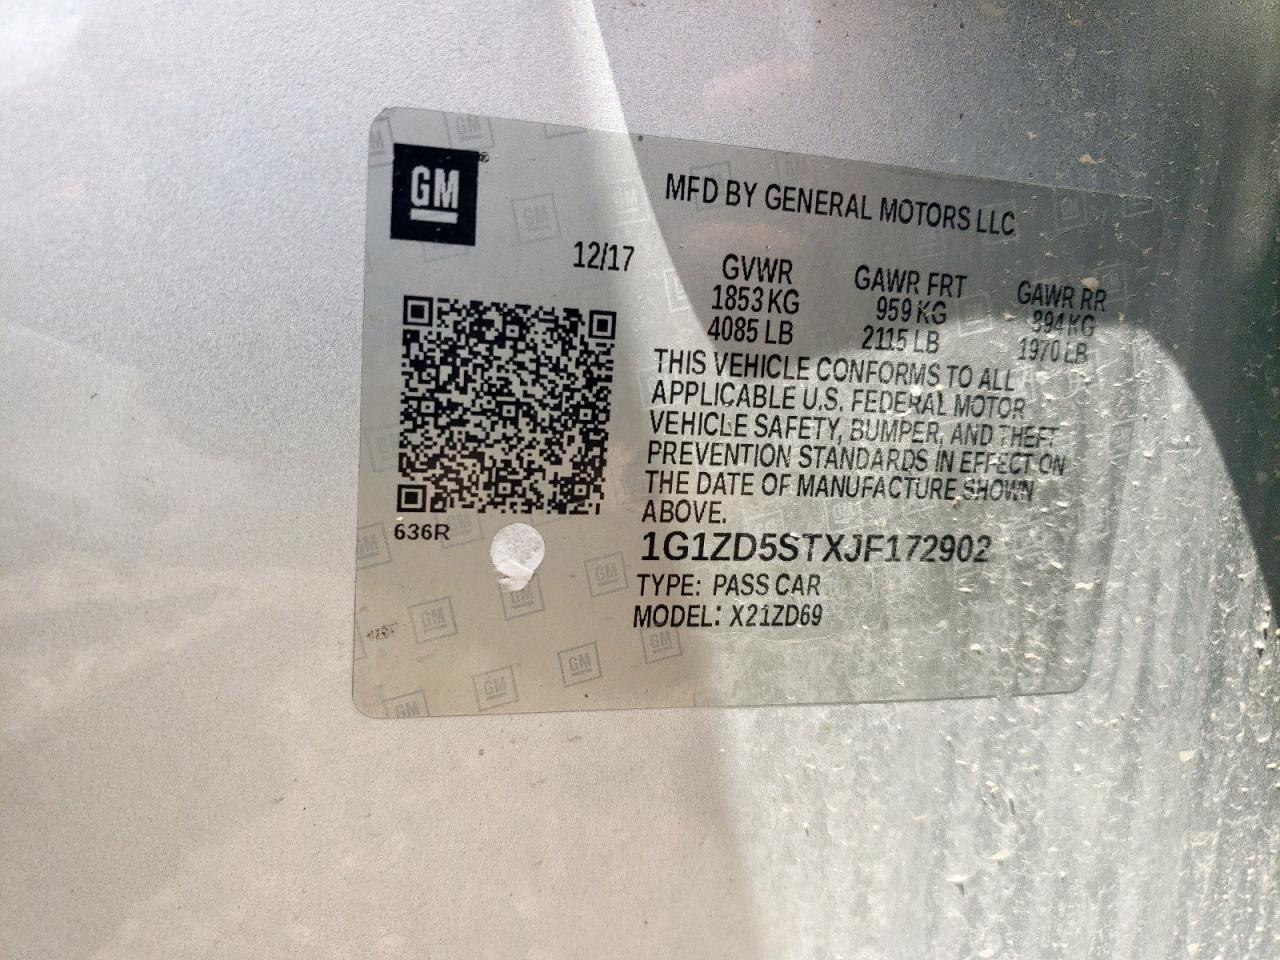 GM
MFD BY GENERAL MOTORS LLC
12/17
GVWR GAWR FRT GAWR RR
1853 KG 959 KG 894 KG
4085 LB 2115 LB 1970 LB
THIS VEHICLE CONFORMS TO ALL
APPLICABLE U.S. FEDERAL MOTOR
VEHICLE SAFETY, BUMPER, AND THEFT
PREVENTION STANDARDS IN EFFECT ON
THE DATE OF MANUFACTURE SHOWN
ABOVE.
636R
1G1ZD5STXJF172902
TYPE: PASS CAR
MODEL: X21ZD69